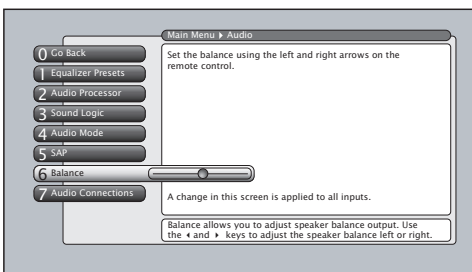 Main Menu ▸ Audio
0 Go Back
1 Equalizer Presets
2 Audio Processor
3 Sound Logic
4 Audio Mode
5 SAP
6 Balance
7 Audio Connections
Set the balance using the left and right arrows on the
remote control.
A change in this screen is applied to all inputs.
Balance allows you to adjust speaker balance output. Use
the ◂ and ▸ keys to adjust the speaker balance left or right.